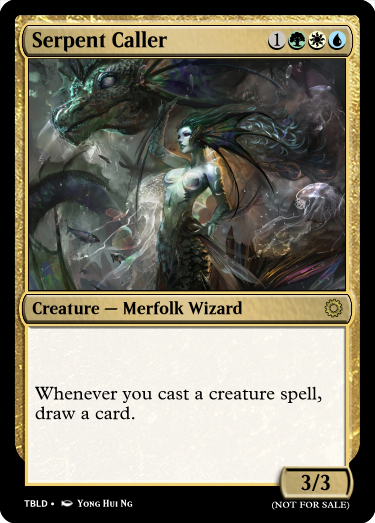 Serpent Caller 1
Creature — Merfolk Wizard
Whenever you cast a creature spell,
draw a card.
3/3
TBLD • Yong Hui Ng
(NOT FOR SALE)